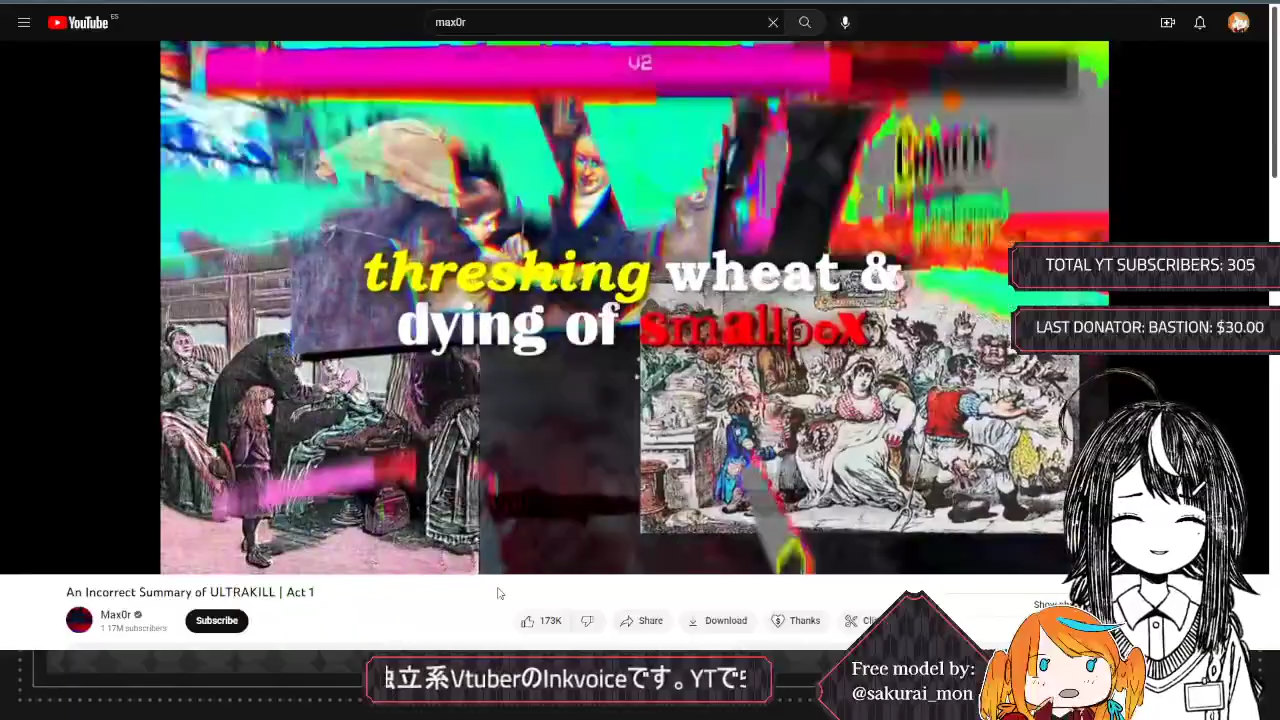 YouTube ES
max0r
V2
threshing wheat &
dying of smallpox
TOTAL YT SUBSCRIBERS: 305
LAST DONATOR: BASTION: $30.00
An Incorrect Summary of ULTRAKILL | Act 1
Max0r
1.17M subscribers
Subscribe
173K
Share
Download
Thanks
立系VtuberのInkvoiceです。YTで
Free model by:
@sakurai_mon